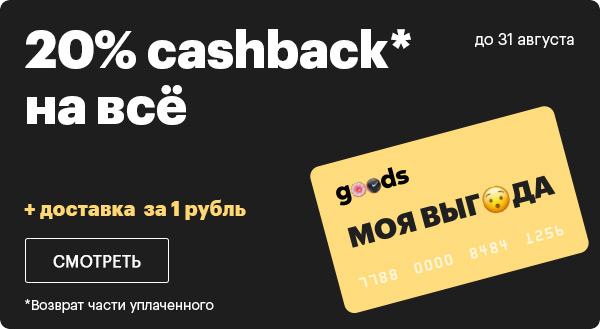 20% cashback*
на всё
до 31 августа
goods
МОЯ ВЫГ😯ДА
7788 0000 8484 1256
+ доставка за 1 рубль
СМОТРЕТЬ
*Возврат части уплаченного